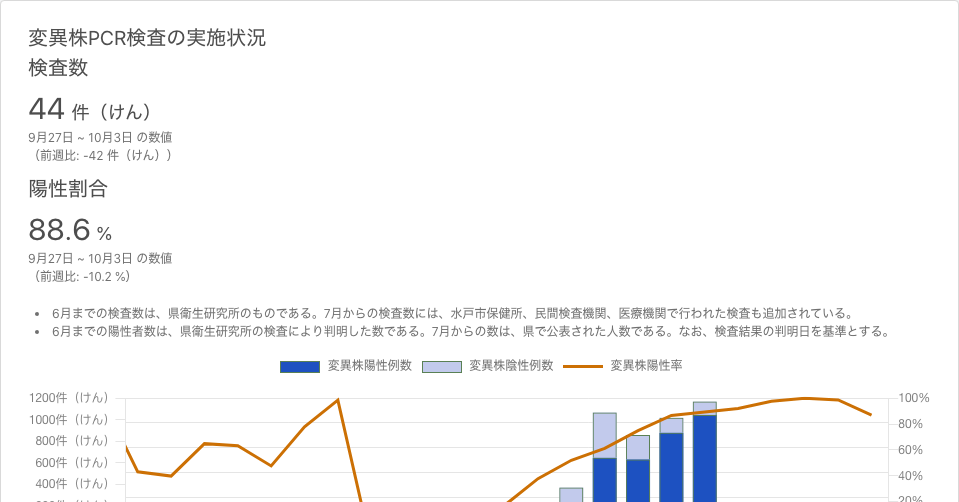 変異株PCR検査の実施状況
検査数
44 件（けん）
9月27日 ~ 10月3日 の数値
（前週比: -42 件（けん））
陽性割合
88.6 %
9月27日 ~ 10月3日 の数値
（前週比: -10.2 %）
• 6月までの検査数は、県衛生研究所のものである。7月からの検査数には、水戸市保健所、民間検査機関、医療機関で行われた検査も追加されている。
• 6月までの陽性者数は、県衛生研究所の検査により判明した数である。7月からの数は、県で公表された人数である。なお、検査結果の判明日を基準とする。
変異株陽性例数 変異株陰性例数 変異株陽性率
1200件（けん） 100%
1000件（けん） 80%
800件（けん）
600件（けん） 60%
400件（けん） 40%
20%